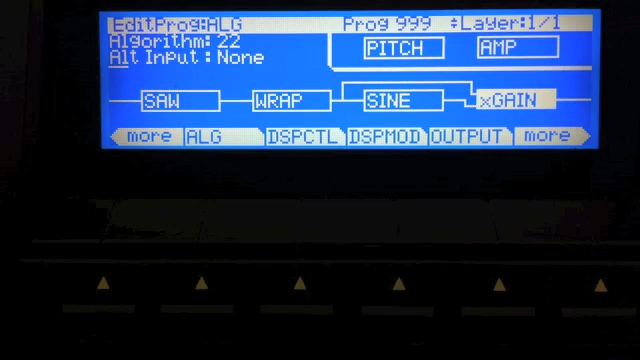 EditProg:ALG Prog 999 ÷Layer:1/1
Algorithm: 22
Alt Input : None
PITCH AMP
SAW WRAP SINE xGAIN
more ALG DSPCTL DSPMOD OUTPUT more